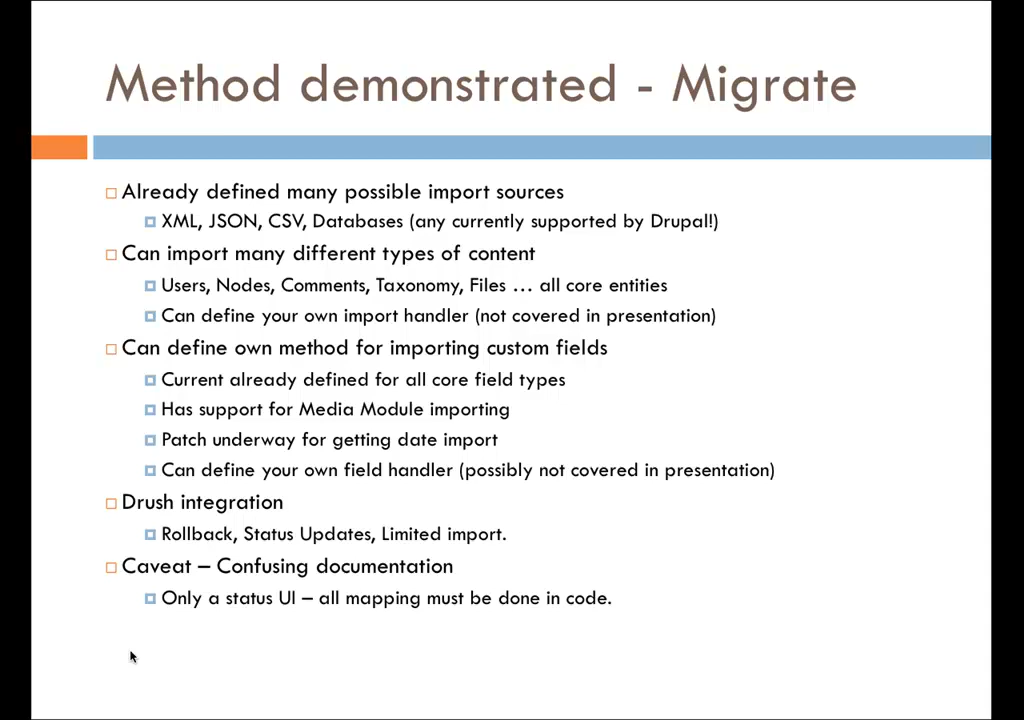 Method demonstrated - Migrate
Already defined many possible import sources
XML, JSON, CSV, Databases (any currently supported by Drupal!)
Can import many different types of content
Users, Nodes, Comments, Taxonomy, Files … all core entities
Can define your own import handler (not covered in presentation)
Can define own method for importing custom fields
Current already defined for all core field types
Has support for Media Module importing
Patch underway for getting date import
Can define your own field handler (possibly not covered in presentation)
Drush integration
Rollback, Status Updates, Limited import.
Caveat – Confusing documentation
Only a status UI – all mapping must be done in code.